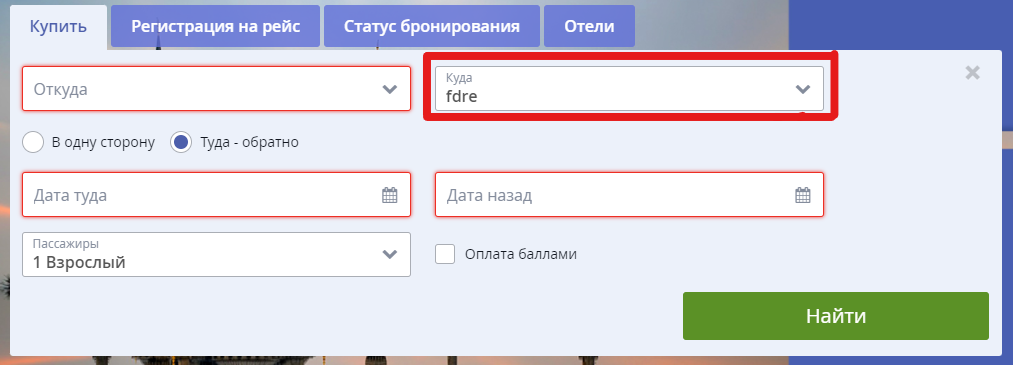 Купить Регистрация на рейс Статус бронирования Отели
Откуда
Куда
fdre
В одну сторону Туда - обратно
Дата туда Дата назад
Пассажиры
1 Взрослый
Оплата баллами
Найти